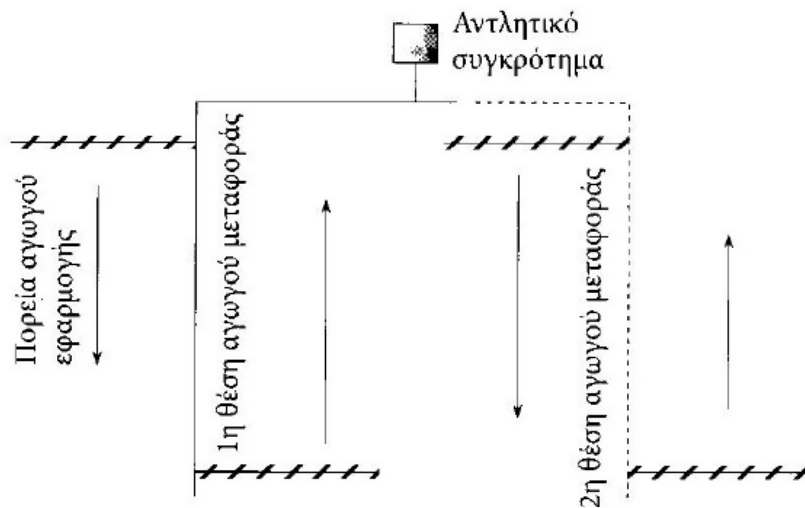 Αντλητικό
συγκρότημα
Πορεία αγωγού
εφαρμογής
1η θέση αγωγού μεταφοράς
2η θέση αγωγού μεταφοράς